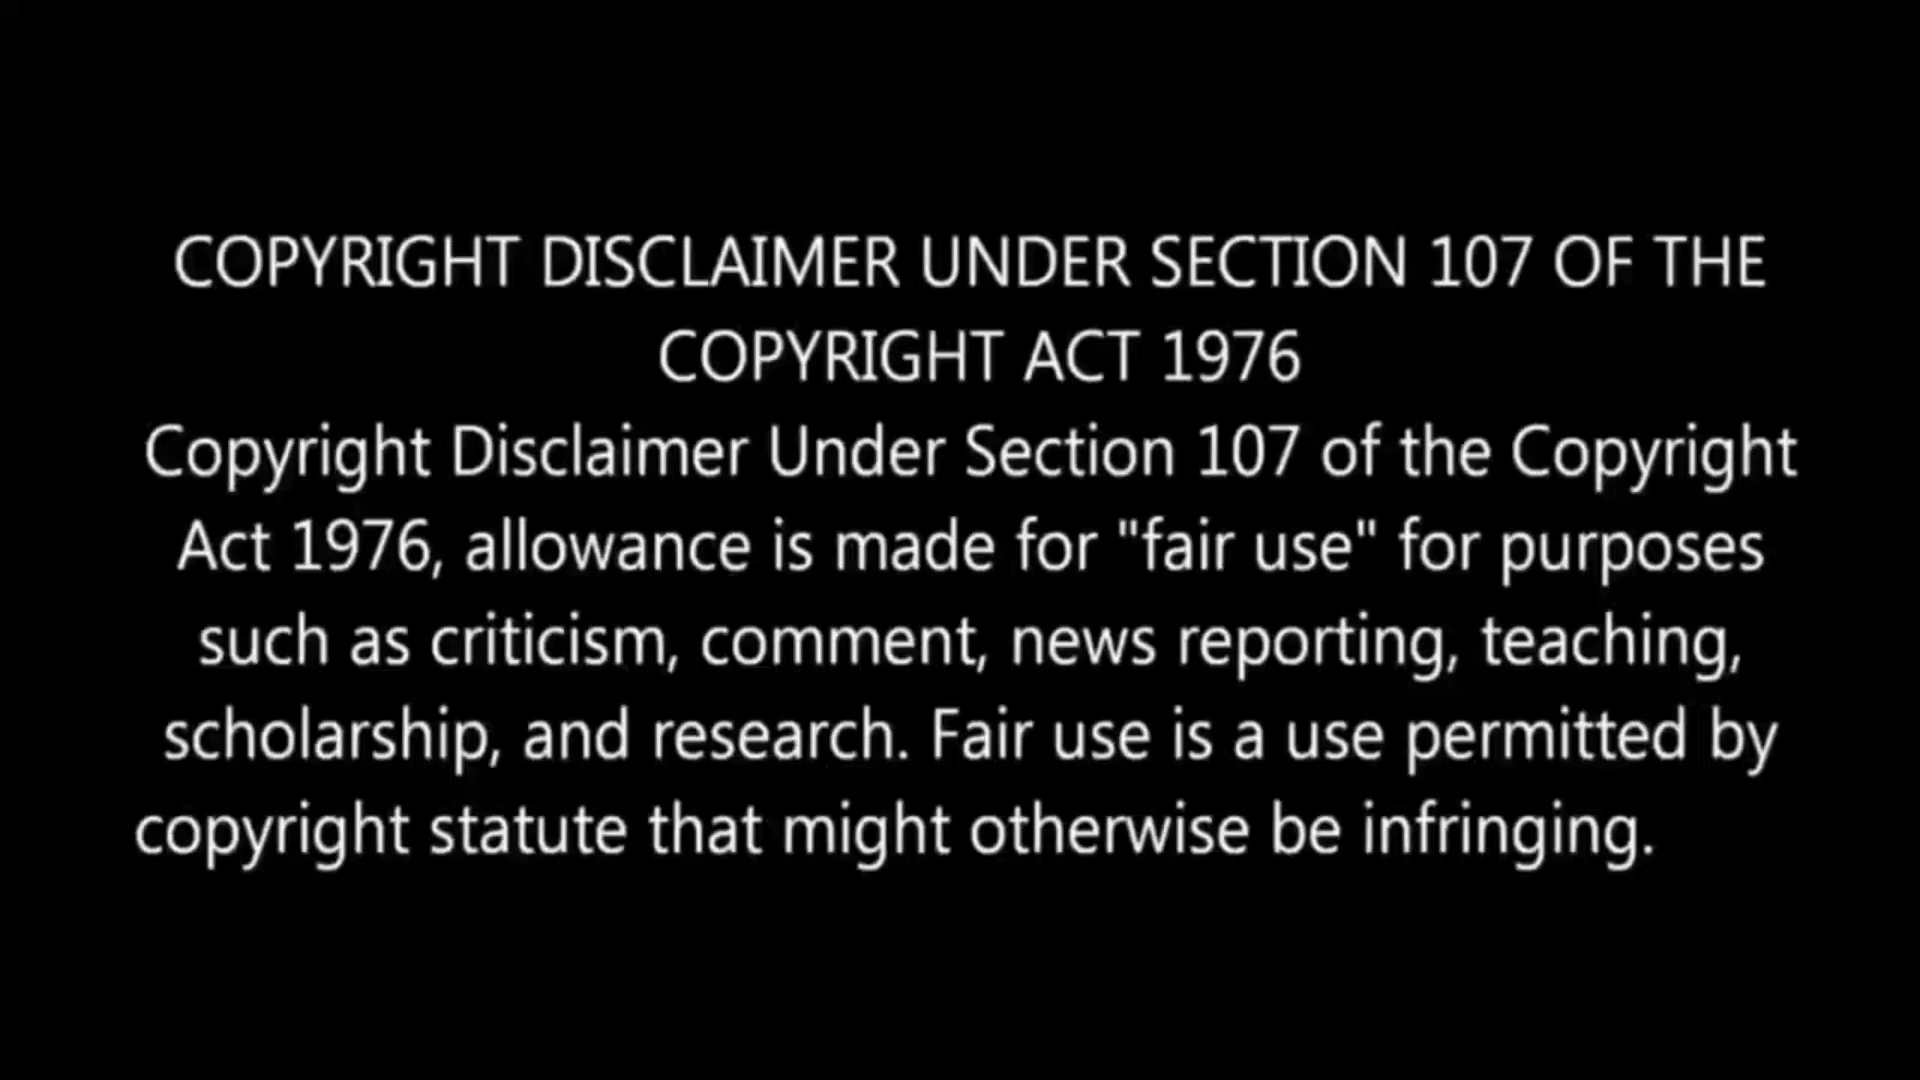 COPYRIGHT DISCLAIMER UNDER SECTION 107 OF THE
COPYRIGHT ACT 1976
Copyright Disclaimer Under Section 107 of the Copyright
Act 1976, allowance is made for "fair use" for purposes
such as criticism, comment, news reporting, teaching,
scholarship, and research. Fair use is a use permitted by
copyright statute that might otherwise be infringing.